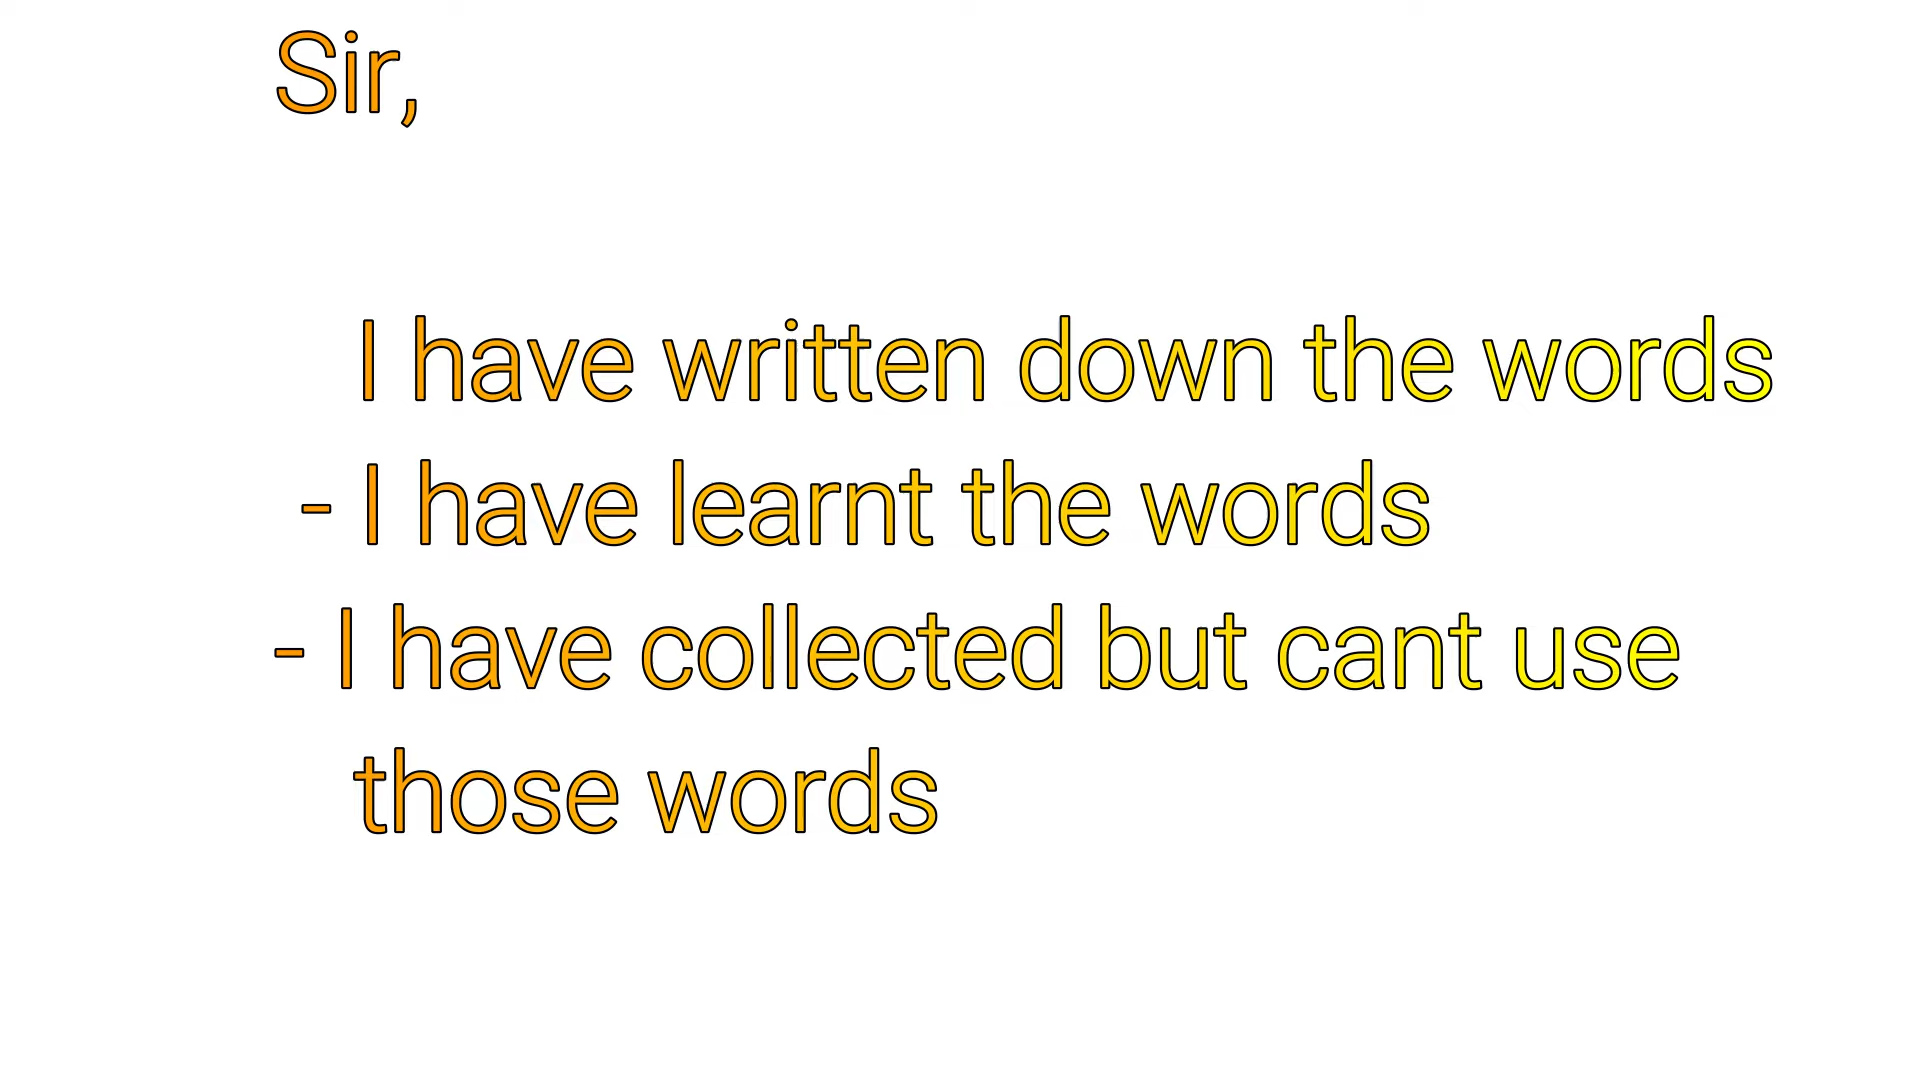 Sir,
I have written down the words
- I have learnt the words
- I have collected but cant use
those words